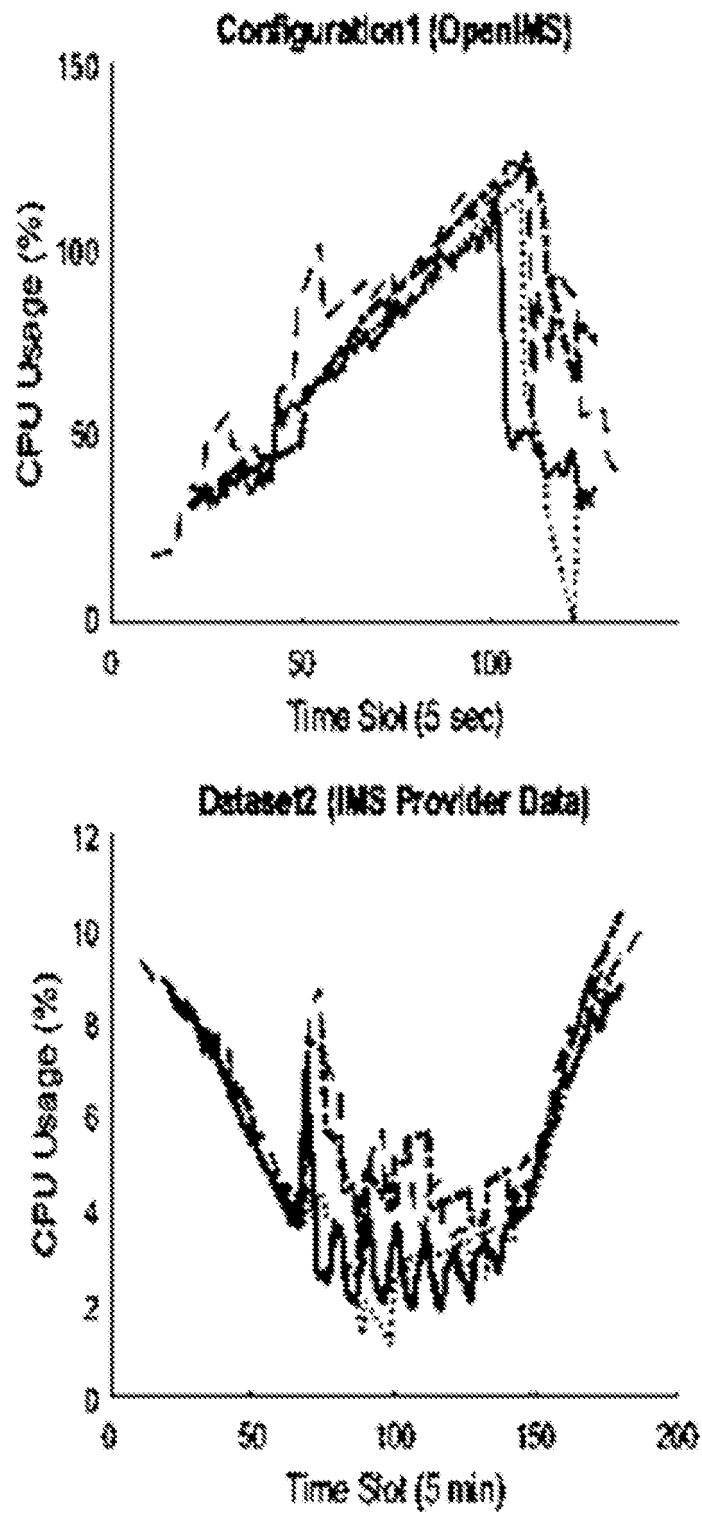 Configuration1 (OpenIMS)
150
100
50
0
CPU Usage (%)
0 50 100
Time Slot (5 sec)
Dataset2 (IMS Provider Data)
12
10
8
6
4
2
0
CPU Usage (%)
0 50 100 150 200
Time Slot (5 min)